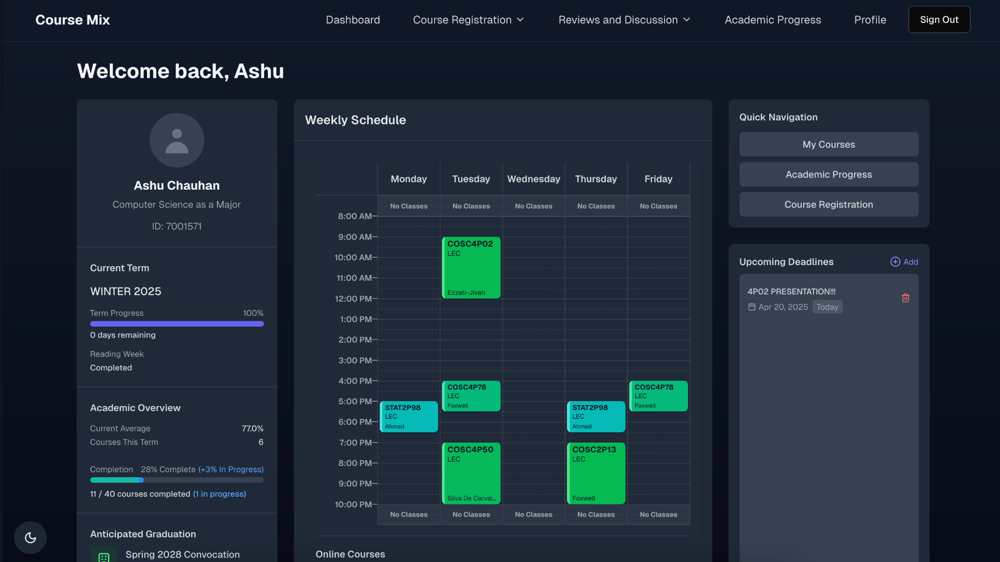 Course Mix
Dashboard
Course Registration
Reviews and Discussion
Academic Progress
Profile
Sign Out
Welcome back, Ashu
Ashu Chauhan
Computer Science as a Major
ID: 7001571
Current Term
WINTER 2025
Term Progress 100%
0 days remaining
Reading Week
Completed
Academic Overview
Current Average 77.0%
Courses This Term 6
Completion 28% Complete (+3% In Progress)
11 / 40 courses completed (1 in progress)
Anticipated Graduation
Spring 2028 Convocation
Weekly Schedule
Monday Tuesday Wednesday Thursday Friday
No Classes No Classes No Classes No Classes No Classes
8:00 AM
9:00 AM
COSC4P02
LEC
10:00 AM
11:00 AM
Ezzati-Jivan
12:00 PM
1:00 PM
2:00 PM
3:00 PM
4:00 PM
COSC4P78
LEC
Foxwell
COSC4P78
LEC
Foxwell
5:00 PM
STAT2P98
LEC
Ahmed
STAT2P98
LEC
Ahmed
6:00 PM
7:00 PM
COSC4P50
LEC
Silva De Carval...
COSC2P13
LEC
Foxwell
8:00 PM
9:00 PM
10:00 PM
No Classes No Classes No Classes No Classes No Classes
Online Courses
Quick Navigation
My Courses
Academic Progress
Course Registration
Upcoming Deadlines
Add
4P02 PRESENTATION!!!
Apr 20, 2025 Today